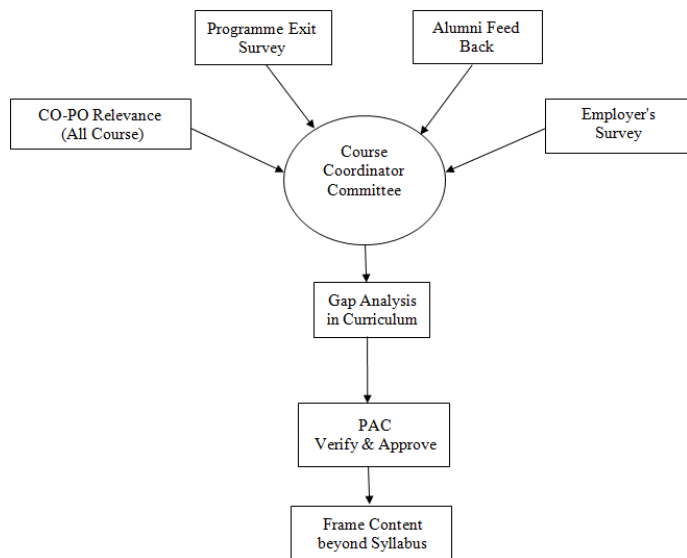 Programme Exit
Survey
Alumni Feed
Back
CO-PO Relevance
(All Course)
Employer's
Survey
Course
Coordinator
Committee
Gap Analysis
in Curriculum
PAC
Verify & Approve
Frame Content
beyond Syllabus